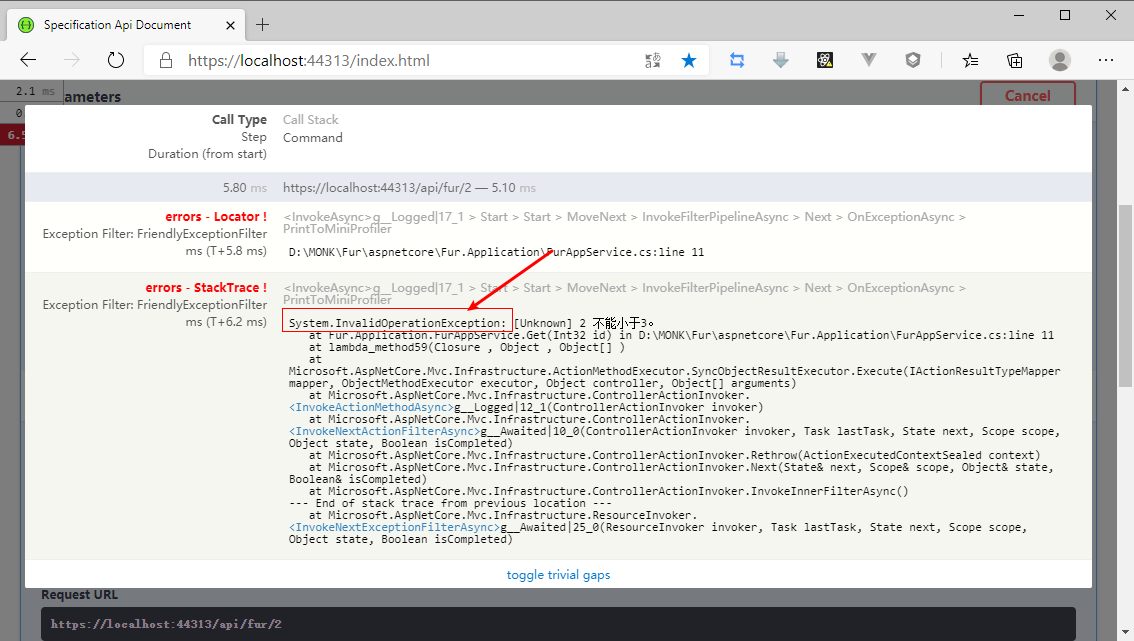 Specification Api Document
https://localhost:44313/index.html
2.1 ms
ameters
Cancel
0
6.5
Call Type Call Stack
Step Command
Duration (from start)
5.80 ms https://localhost:44313/api/fur/2 — 5.10 ms
errors - Locator !
Exception Filter: FriendlyExceptionFilter
ms (T+5.8 ms)
<InvokeAsync>g__Logged|17_1 > Start > Start > MoveNext > InvokeFilterPipelineAsync > Next > OnExceptionAsync >
PrintToMiniProfiler
D:\MONK\Fur\aspnetcore\Fur.Application\FurAppService.cs:line 11
errors - StackTrace !
Exception Filter: FriendlyExceptionFilter
ms (T+6.2 ms)
<InvokeAsync>g__Logged|17_1 > Start > Start > MoveNext > InvokeFilterPipelineAsync > Next > OnExceptionAsync >
PrintToMiniProfiler
System.InvalidOperationException: [Unknown] 2 不能小于3。
at Fur.Application.FurAppService.Get(Int32 id) in D:\MONK\Fur\aspnetcore\Fur.Application\FurAppService.cs:line 11
at lambda_method59(Closure , Object , Object[] )
at
Microsoft.AspNetCore.Mvc.Infrastructure.ActionMethodExecutor.SyncObjectResultExecutor.Execute(IActionResultTypeMapper
mapper, ObjectMethodExecutor executor, Object controller, Object[] arguments)
at Microsoft.AspNetCore.Mvc.Infrastructure.ControllerActionInvoker.
<InvokeActionMethodAsync>g__Logged|12_1(ControllerActionInvoker invoker)
at Microsoft.AspNetCore.Mvc.Infrastructure.ControllerActionInvoker.
<InvokeNextActionFilterAsync>g__Awaited|10_0(ControllerActionInvoker invoker, Task lastTask, State next, Scope scope,
Object state, Boolean isCompleted)
at Microsoft.AspNetCore.Mvc.Infrastructure.ControllerActionInvoker.Rethrow(ActionExecutedContextSealed context)
at Microsoft.AspNetCore.Mvc.Infrastructure.ControllerActionInvoker.Next(State& next, Scope& scope, Object& state,
Boolean& isCompleted)
at Microsoft.AspNetCore.Mvc.Infrastructure.ControllerActionInvoker.InvokeInnerFilterAsync()
--- End of stack trace from previous location ---
at Microsoft.AspNetCore.Mvc.Infrastructure.ResourceInvoker.
<InvokeNextExceptionFilterAsync>g__Awaited|25_0(ResourceInvoker invoker, Task lastTask, State next, Scope scope,
Object state, Boolean isCompleted)
toggle trivial gaps
Request URL
https://localhost:44313/api/fur/2